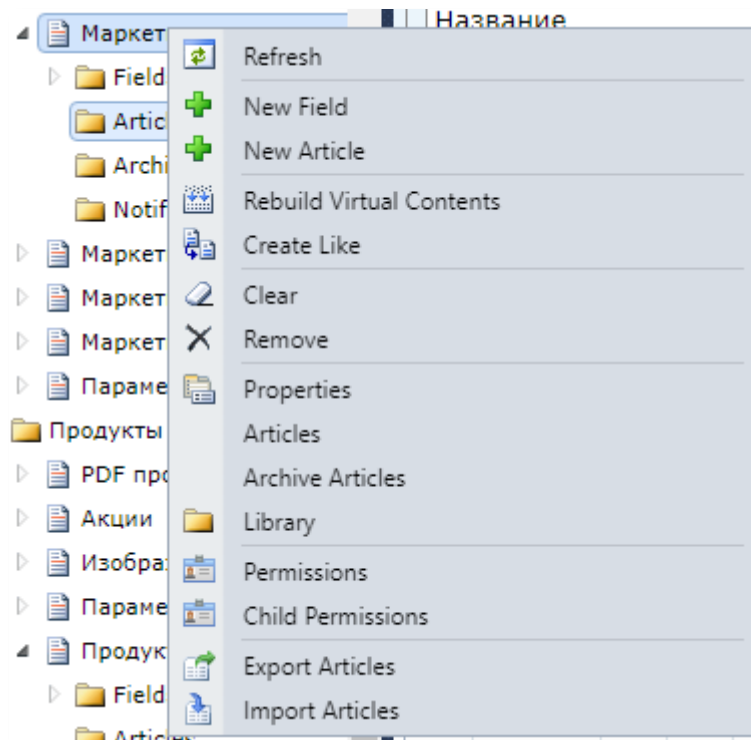 Маркет
Название
Field
Artic
Archi
Notif
Маркет
Маркет
Маркет
Параме
Продукты
PDF про
Акции
Изобра
Параме
Продук
Field
Articles
Refresh
New Field
New Article
Rebuild Virtual Contents
Create Like
Clear
Remove
Properties
Articles
Archive Articles
Library
Permissions
Child Permissions
Export Articles
Import Articles